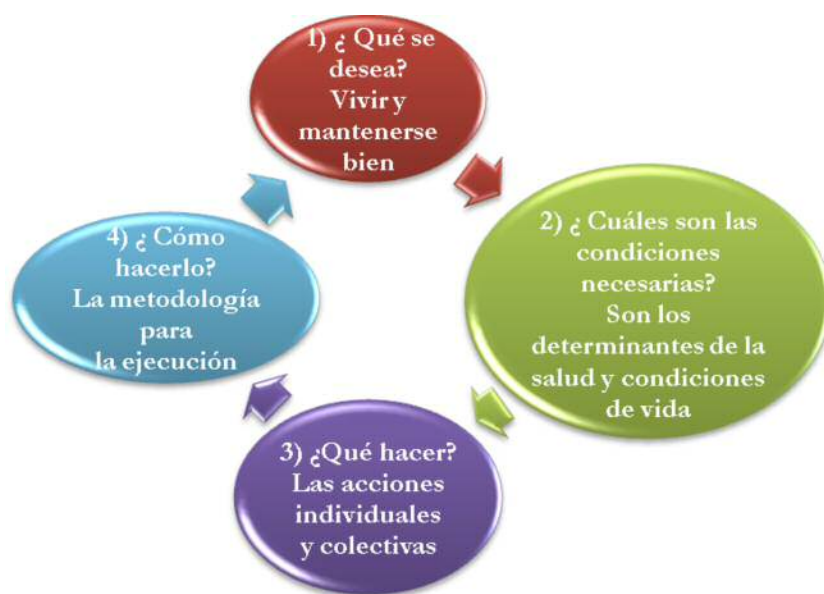 1) ¿ Qué se
desea?
Vivir y
mantenerse
bien
2) ¿ Cuáles son las
condiciones
necesarias?
Son los
determinantes de la
salud y condiciones
de vida
3) ¿Qué hacer?
Las acciones
individuales
y colectivas
4) ¿ Cómo
hacerlo?
La metodología
para
la ejecución